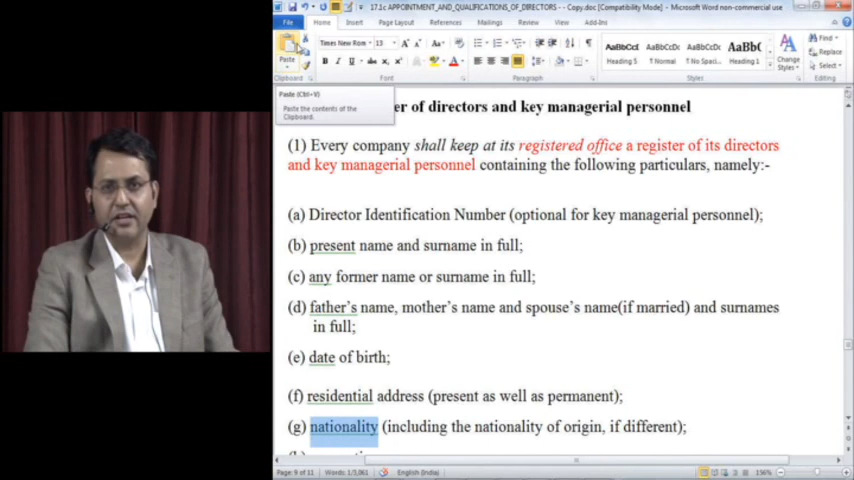 17.1c APPOINTMENT_AND_QUALIFICATIONS_OF_DIRECTORS - - Copy.doc [Compatibility Mode] - Microsoft Word non-commercial use
File Home Insert Page Layout References Mailings Review View Add-Ins
Times New Rom 13
Paste
Clipboard Font Paragraph Styles Editing
AaBbCcI AaBbCcDc AaBbCcDc AaBbC
Heading 5 ¶ Normal ¶ No Spaci... Heading 1
Change Styles
Find
Replace
Select
Paste (Ctrl+V)
Paste the contents of the
Clipboard.
er of directors and key managerial personnel
(1) Every company shall keep at its registered office a register of its directors
and key managerial personnel containing the following particulars, namely:-
(a) Director Identification Number (optional for key managerial personnel);
(b) present name and surname in full;
(c) any former name or surname in full;
(d) father's name, mother's name and spouse's name(if married) and surnames
in full;
(e) date of birth;
(f) residential address (present as well as permanent);
(g) nationality (including the nationality of origin, if different);
Page: 9 of 11 Words: 1/3,061 English (India) 156%